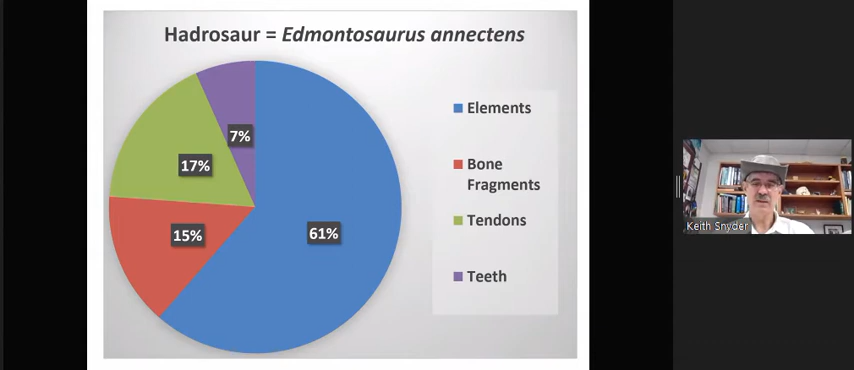 Hadrosaur = Edmontosaurus annectens
7%
17%
15%
61%
Elements
Bone
Fragments
Tendons
Teeth
Keith Snyder